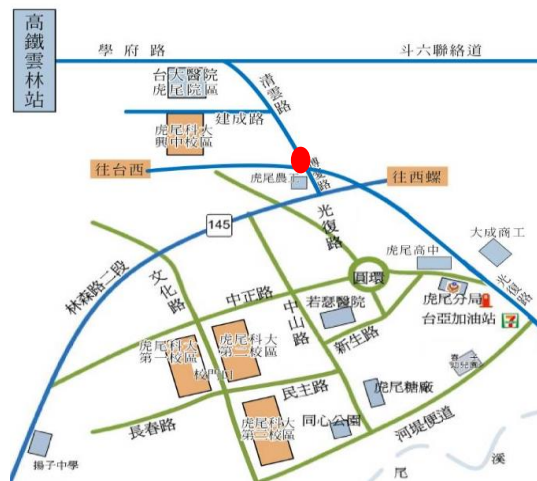 高鐵雲林站
學府路
斗六聯絡道
台大醫院
虎尾院區
清雲路
建成路
虎尾科大
興中校區
往台西
虎尾農工
博愛路
往西螺
145
光復路
虎尾高中
大成商工
林森路二段
文化路
圓環
光復路
中正路
中山路
若瑟醫院
虎尾分局
台亞加油站
7
新生路
虎尾科大
第一校區
校門口
虎尾科大
第二校區
民主路
虎尾糖廠
長春路
虎尾科大
第三校區
同心公園
河堤便道
揚子中學
尾
溪